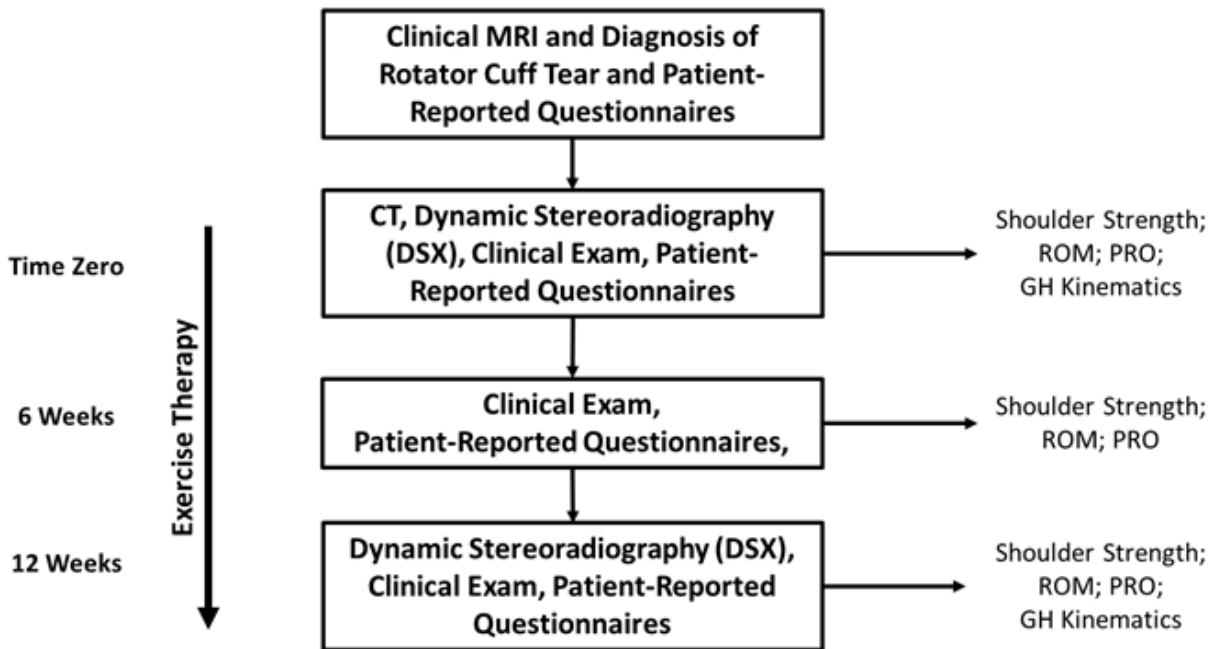 Clinical MRI and Diagnosis of
Rotator Cuff Tear and Patient-
Reported Questionnaires
Time Zero
CT, Dynamic Stereoradiography
(DSX), Clinical Exam, Patient-
Reported Questionnaires
Shoulder Strength;
ROM; PRO;
GH Kinematics
Exercise Therapy
6 Weeks
Clinical Exam,
Patient-Reported Questionnaires,
Shoulder Strength;
ROM; PRO
12 Weeks
Dynamic Stereoradiography (DSX),
Clinical Exam, Patient-Reported
Questionnaires
Shoulder Strength;
ROM; PRO;
GH Kinematics